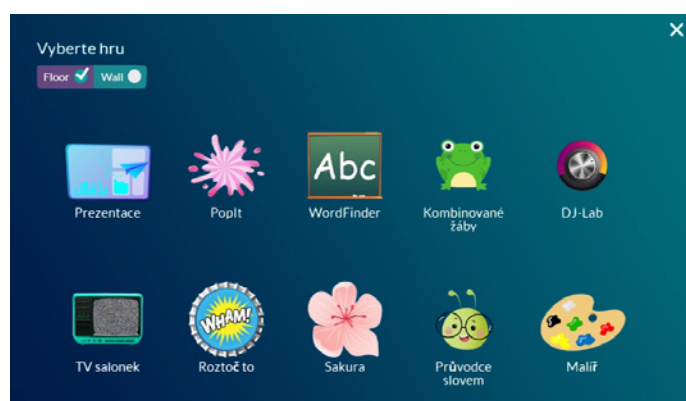 Vyberte hru
Floor Wall
Abc
Prezentace PopIt WordFinder Kombinované DJ-Lab
žáby
WHAM!
TV salonek Roztoč to Sakura Průvodce Malíř
slovem